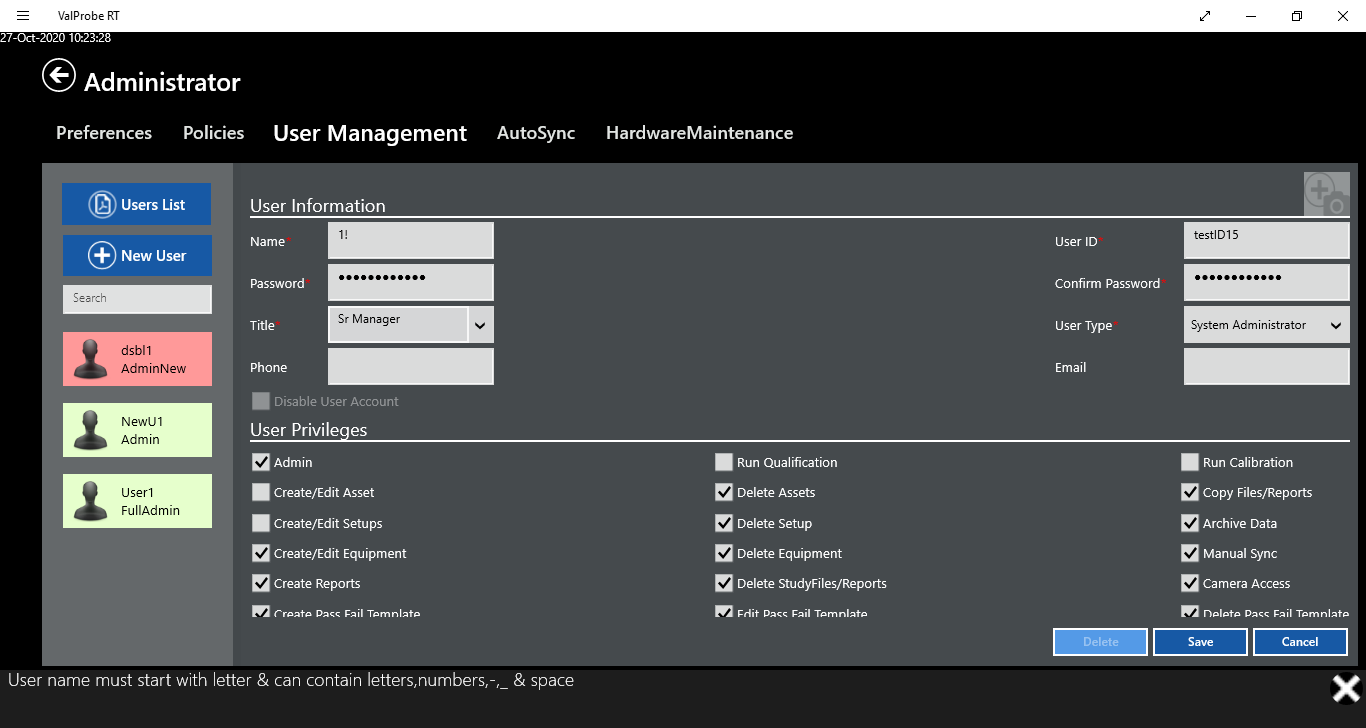 ValProbe RT
27-Oct-2020 10:23:28
Administrator
Preferences Policies User Management AutoSync HardwareMaintenance
Users List
New User
Search
dsbl1
AdminNew
NewU1
Admin
User1
FullAdmin
User Information
Name* 1! User ID* testID15
Password* •••••••••••• Confirm Password* ••••••••••••
Title* Sr Manager User Type* System Administrator
Phone Email
Disable User Account
User Privileges
Admin Run Qualification Run Calibration
Create/Edit Asset Delete Assets Copy Files/Reports
Create/Edit Setups Delete Setup Archive Data
Create/Edit Equipment Delete Equipment Manual Sync
Create Reports Delete StudyFiles/Reports Camera Access
Create Pass Fail Template Edit Pass Fail Template Delete Pass Fail Template
Delete Save Cancel
User name must start with letter & can contain letters,numbers,-,_ & space